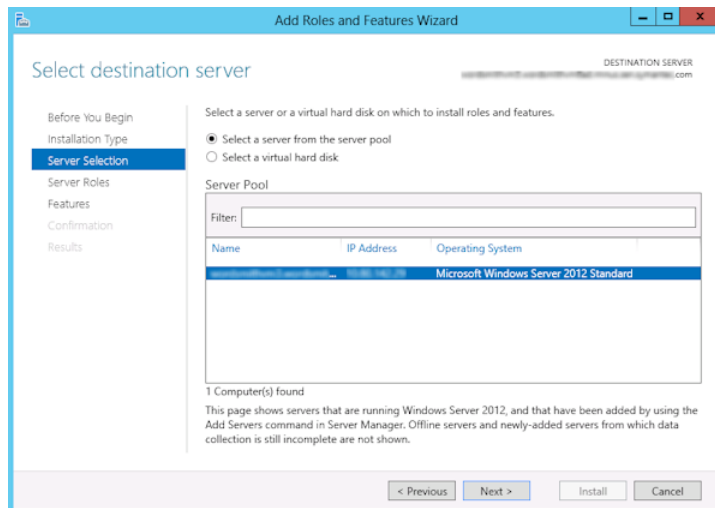 Add Roles and Features Wizard
Select destination server
DESTINATION SERVER
.com
Before You Begin
Installation Type
Server Selection
Server Roles
Features
Confirmation
Results
Select a server or a virtual hard disk on which to install roles and features.
Select a server from the server pool
Select a virtual hard disk
Server Pool
Filter:
Name IP Address Operating System
... Microsoft Windows Server 2012 Standard
1 Computer(s) found
This page shows servers that are running Windows Server 2012, and that have been added by using the
Add Servers command in Server Manager. Offline servers and newly-added servers from which data
collection is still incomplete are not shown.
< Previous Next > Install Cancel